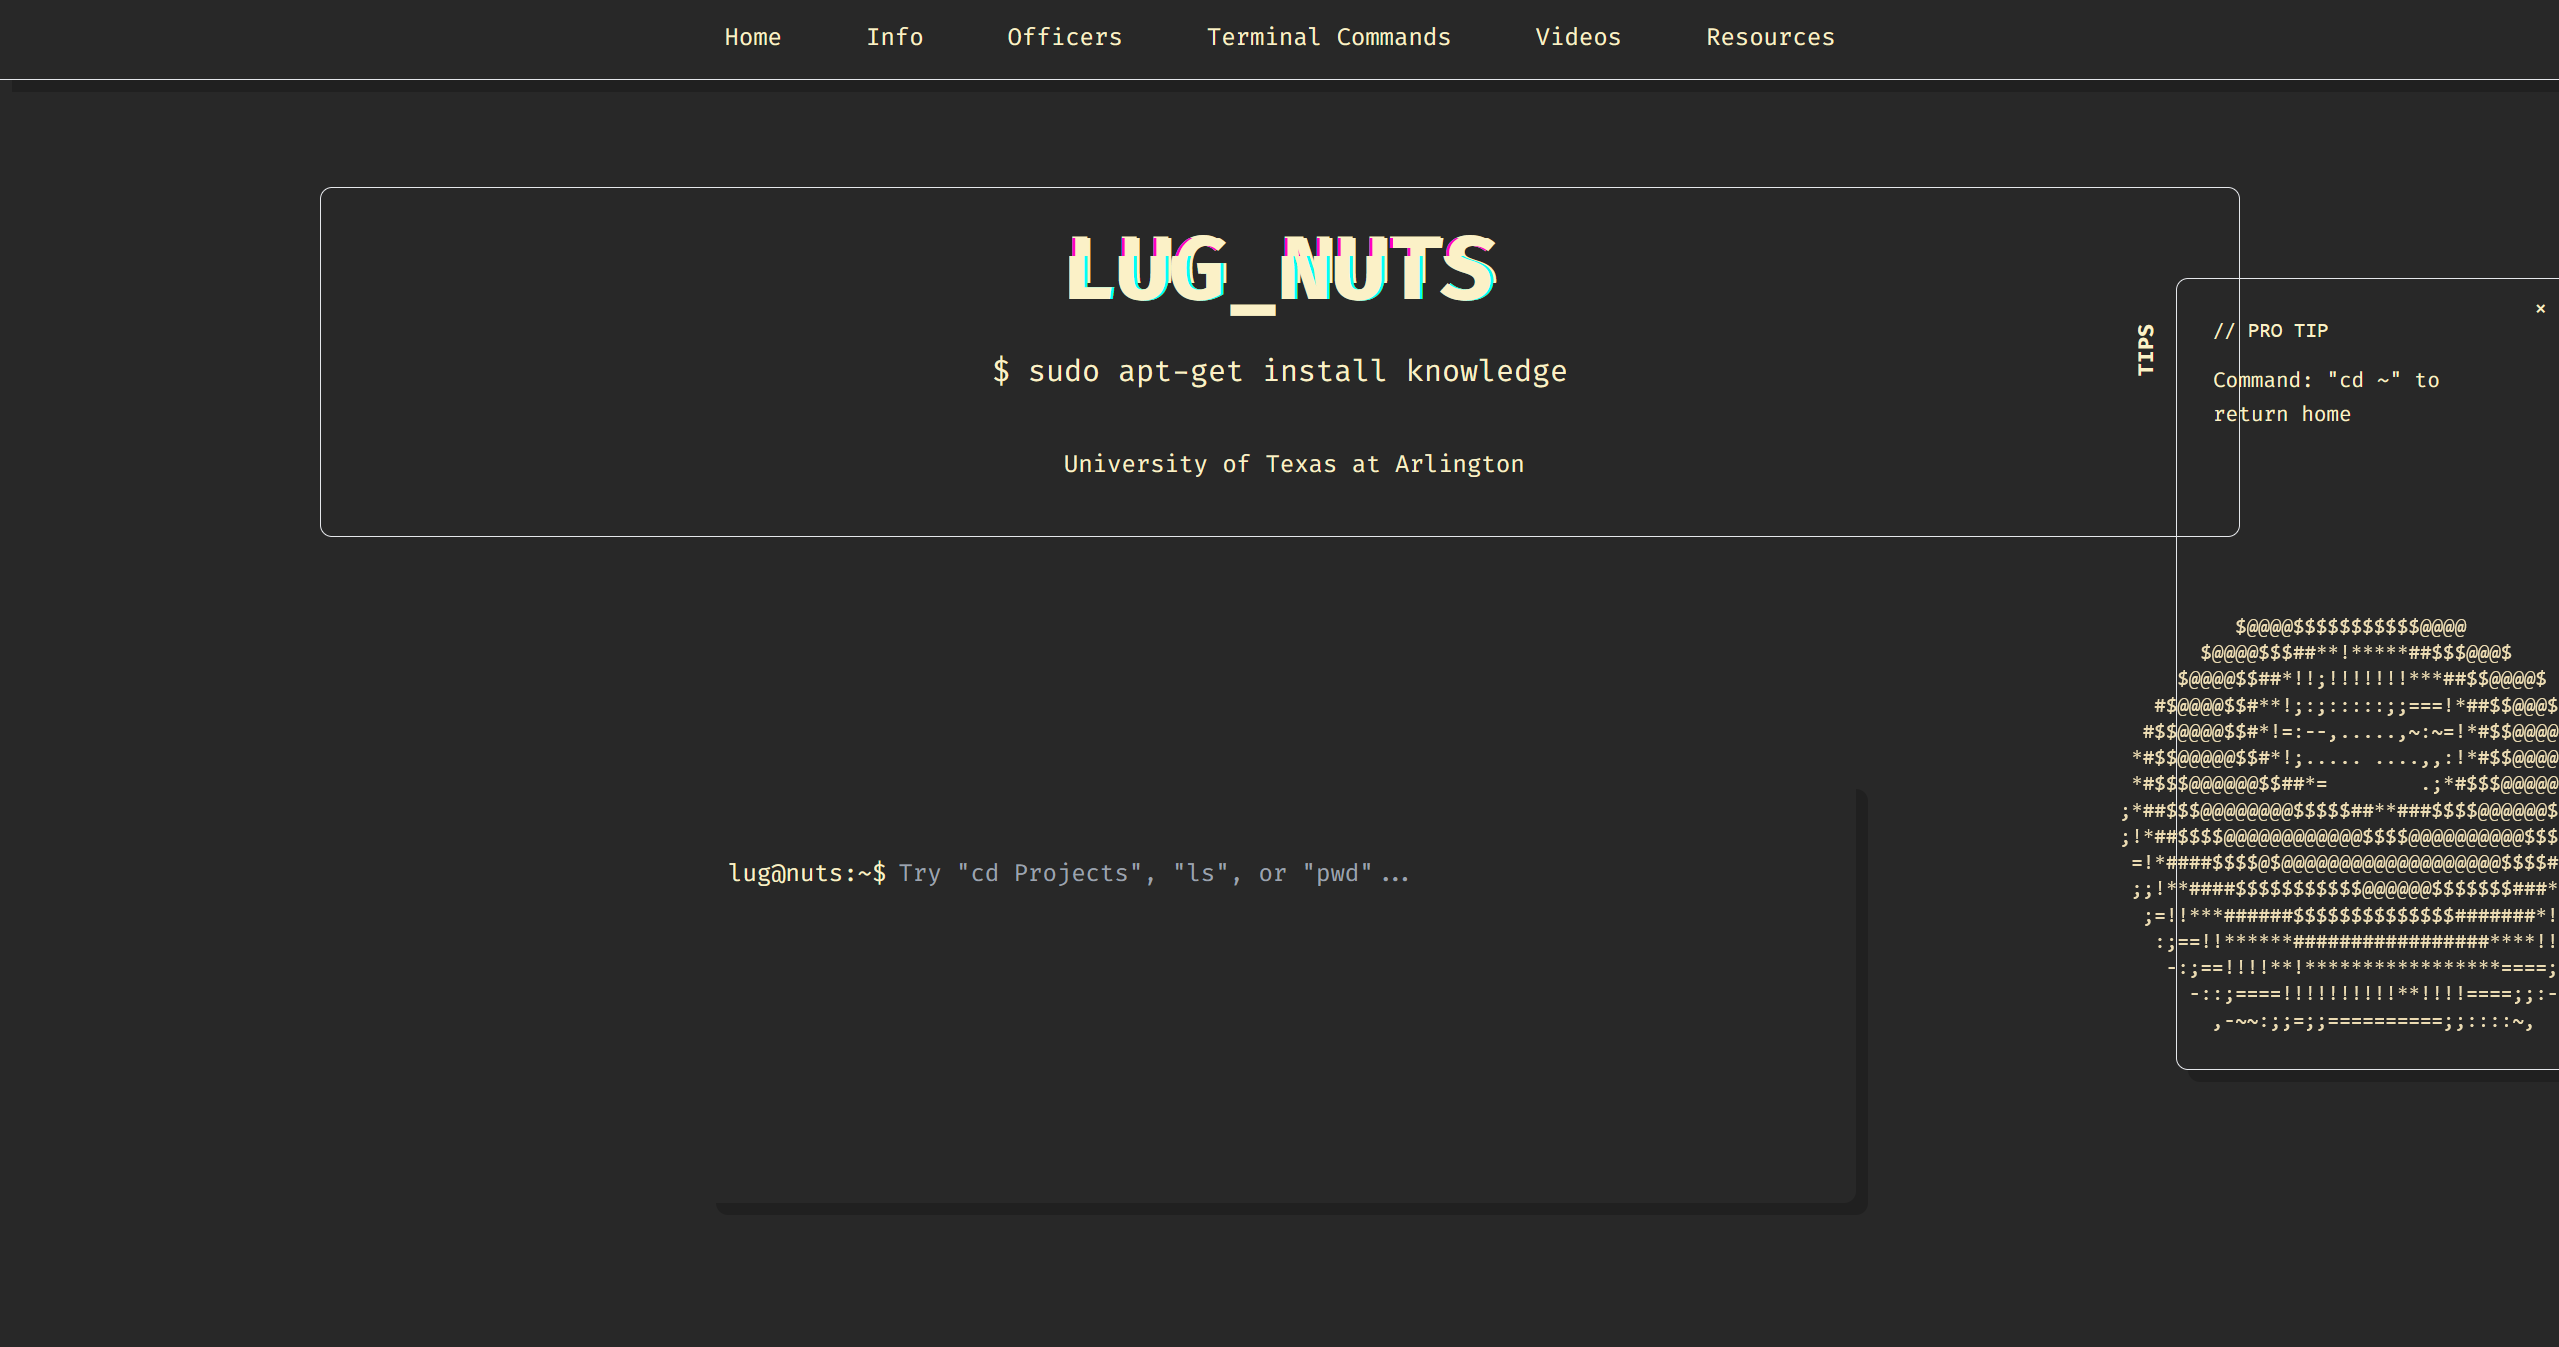 Home Info Officers Terminal Commands Videos Resources
LUG_NUTS
$ sudo apt-get install knowledge
University of Texas at Arlington
TIPS
×
// PRO TIP
Command: "cd ~" to
return home
lug@nuts:~$ Try "cd Projects", "ls", or "pwd"...